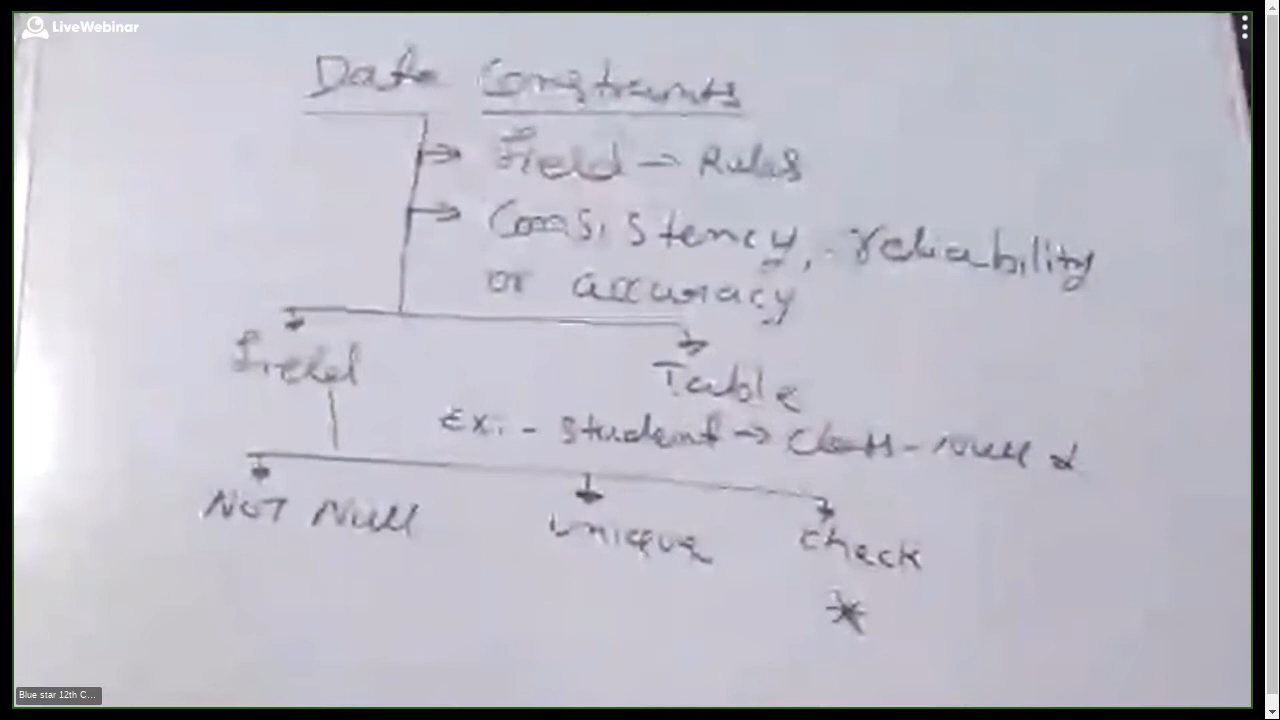 LiveWebinar
Data Constraints
Field → Rules
Consistency, reliability
or accuracy
Field
Table
Ex: - Student → Class - Null
NOT Null
Unique
Check
*
Blue star 12th C...